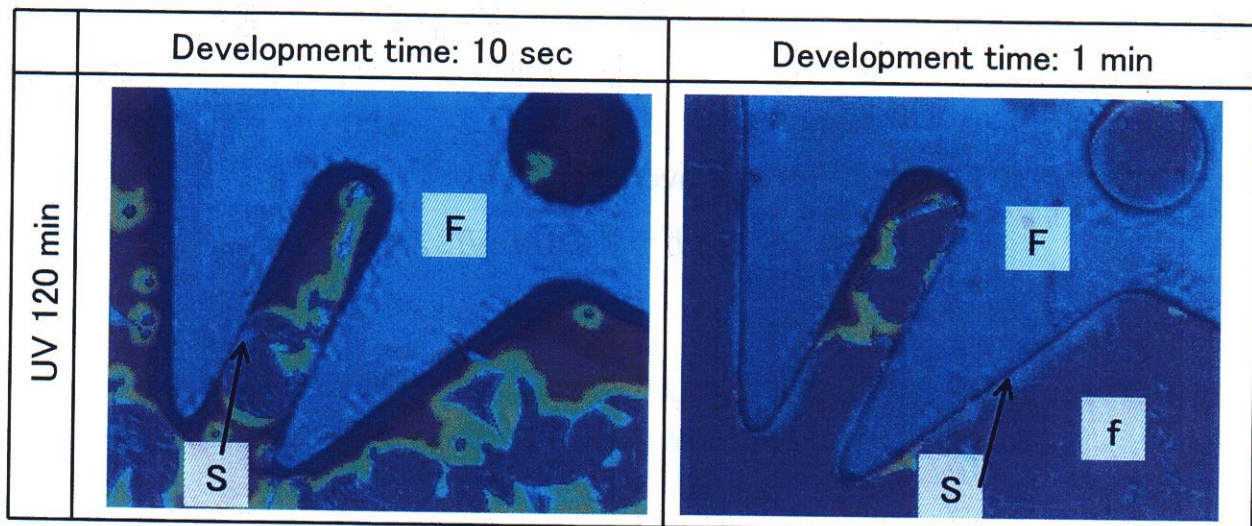 Development time: 10 sec
Development time: 1 min
UV 120 min
F
S
F
S
f